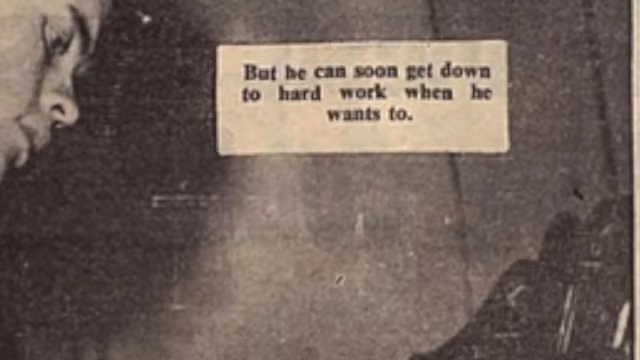 But he can soon get down
to hard work when he
wants to.